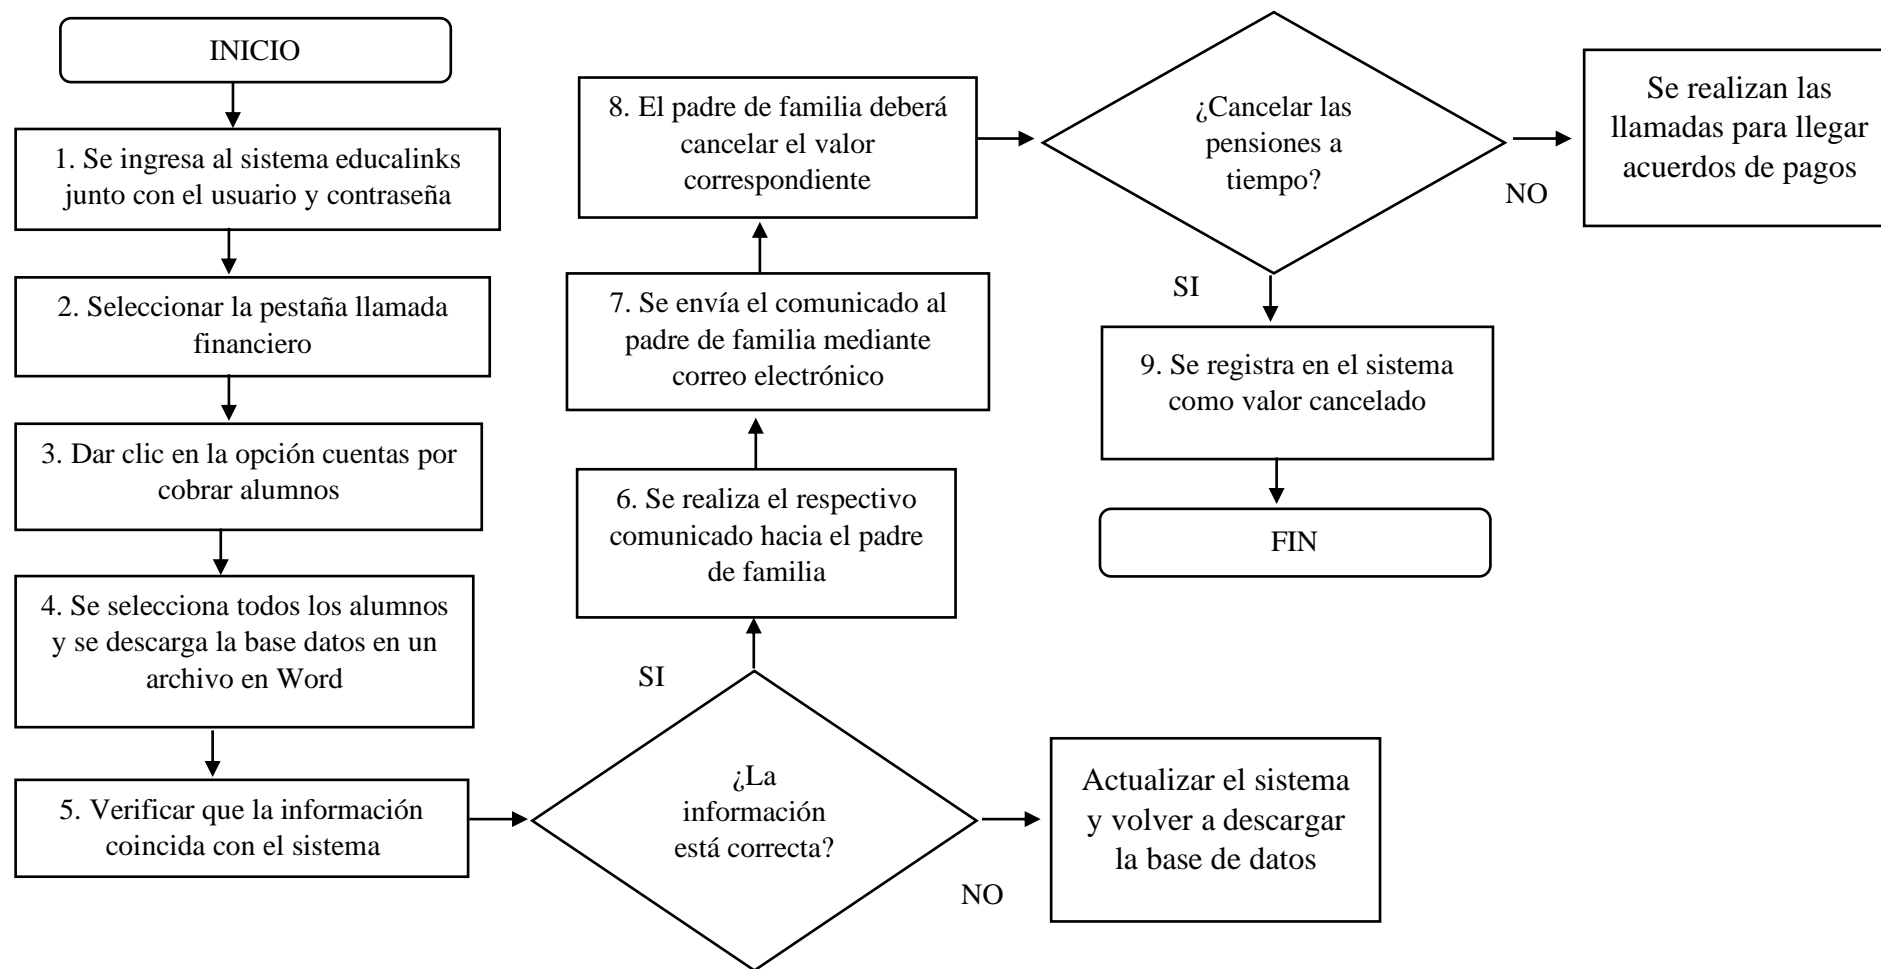 INICIO
1. Se ingresa al sistema educalinks
junto con el usuario y contraseña
2. Seleccionar la pestaña llamada
financiero
3. Dar clic en la opción cuentas por
cobrar alumnos
4. Se selecciona todos los alumnos
y se descarga la base datos en un
archivo en Word
5. Verificar que la información
coincida con el sistema
¿La
información
está correcta?
NO
Actualizar el sistema
y volver a descargar
la base de datos
SI
6. Se realiza el respectivo
comunicado hacia el padre
de familia
7. Se envía el comunicado al
padre de familia mediante
correo electrónico
8. El padre de familia deberá
cancelar el valor
correspondiente
¿Cancelar las
pensiones a
tiempo?
NO
Se realizan las
llamadas para llegar
acuerdos de pagos
SI
9. Se registra en el sistema
como valor cancelado
FIN